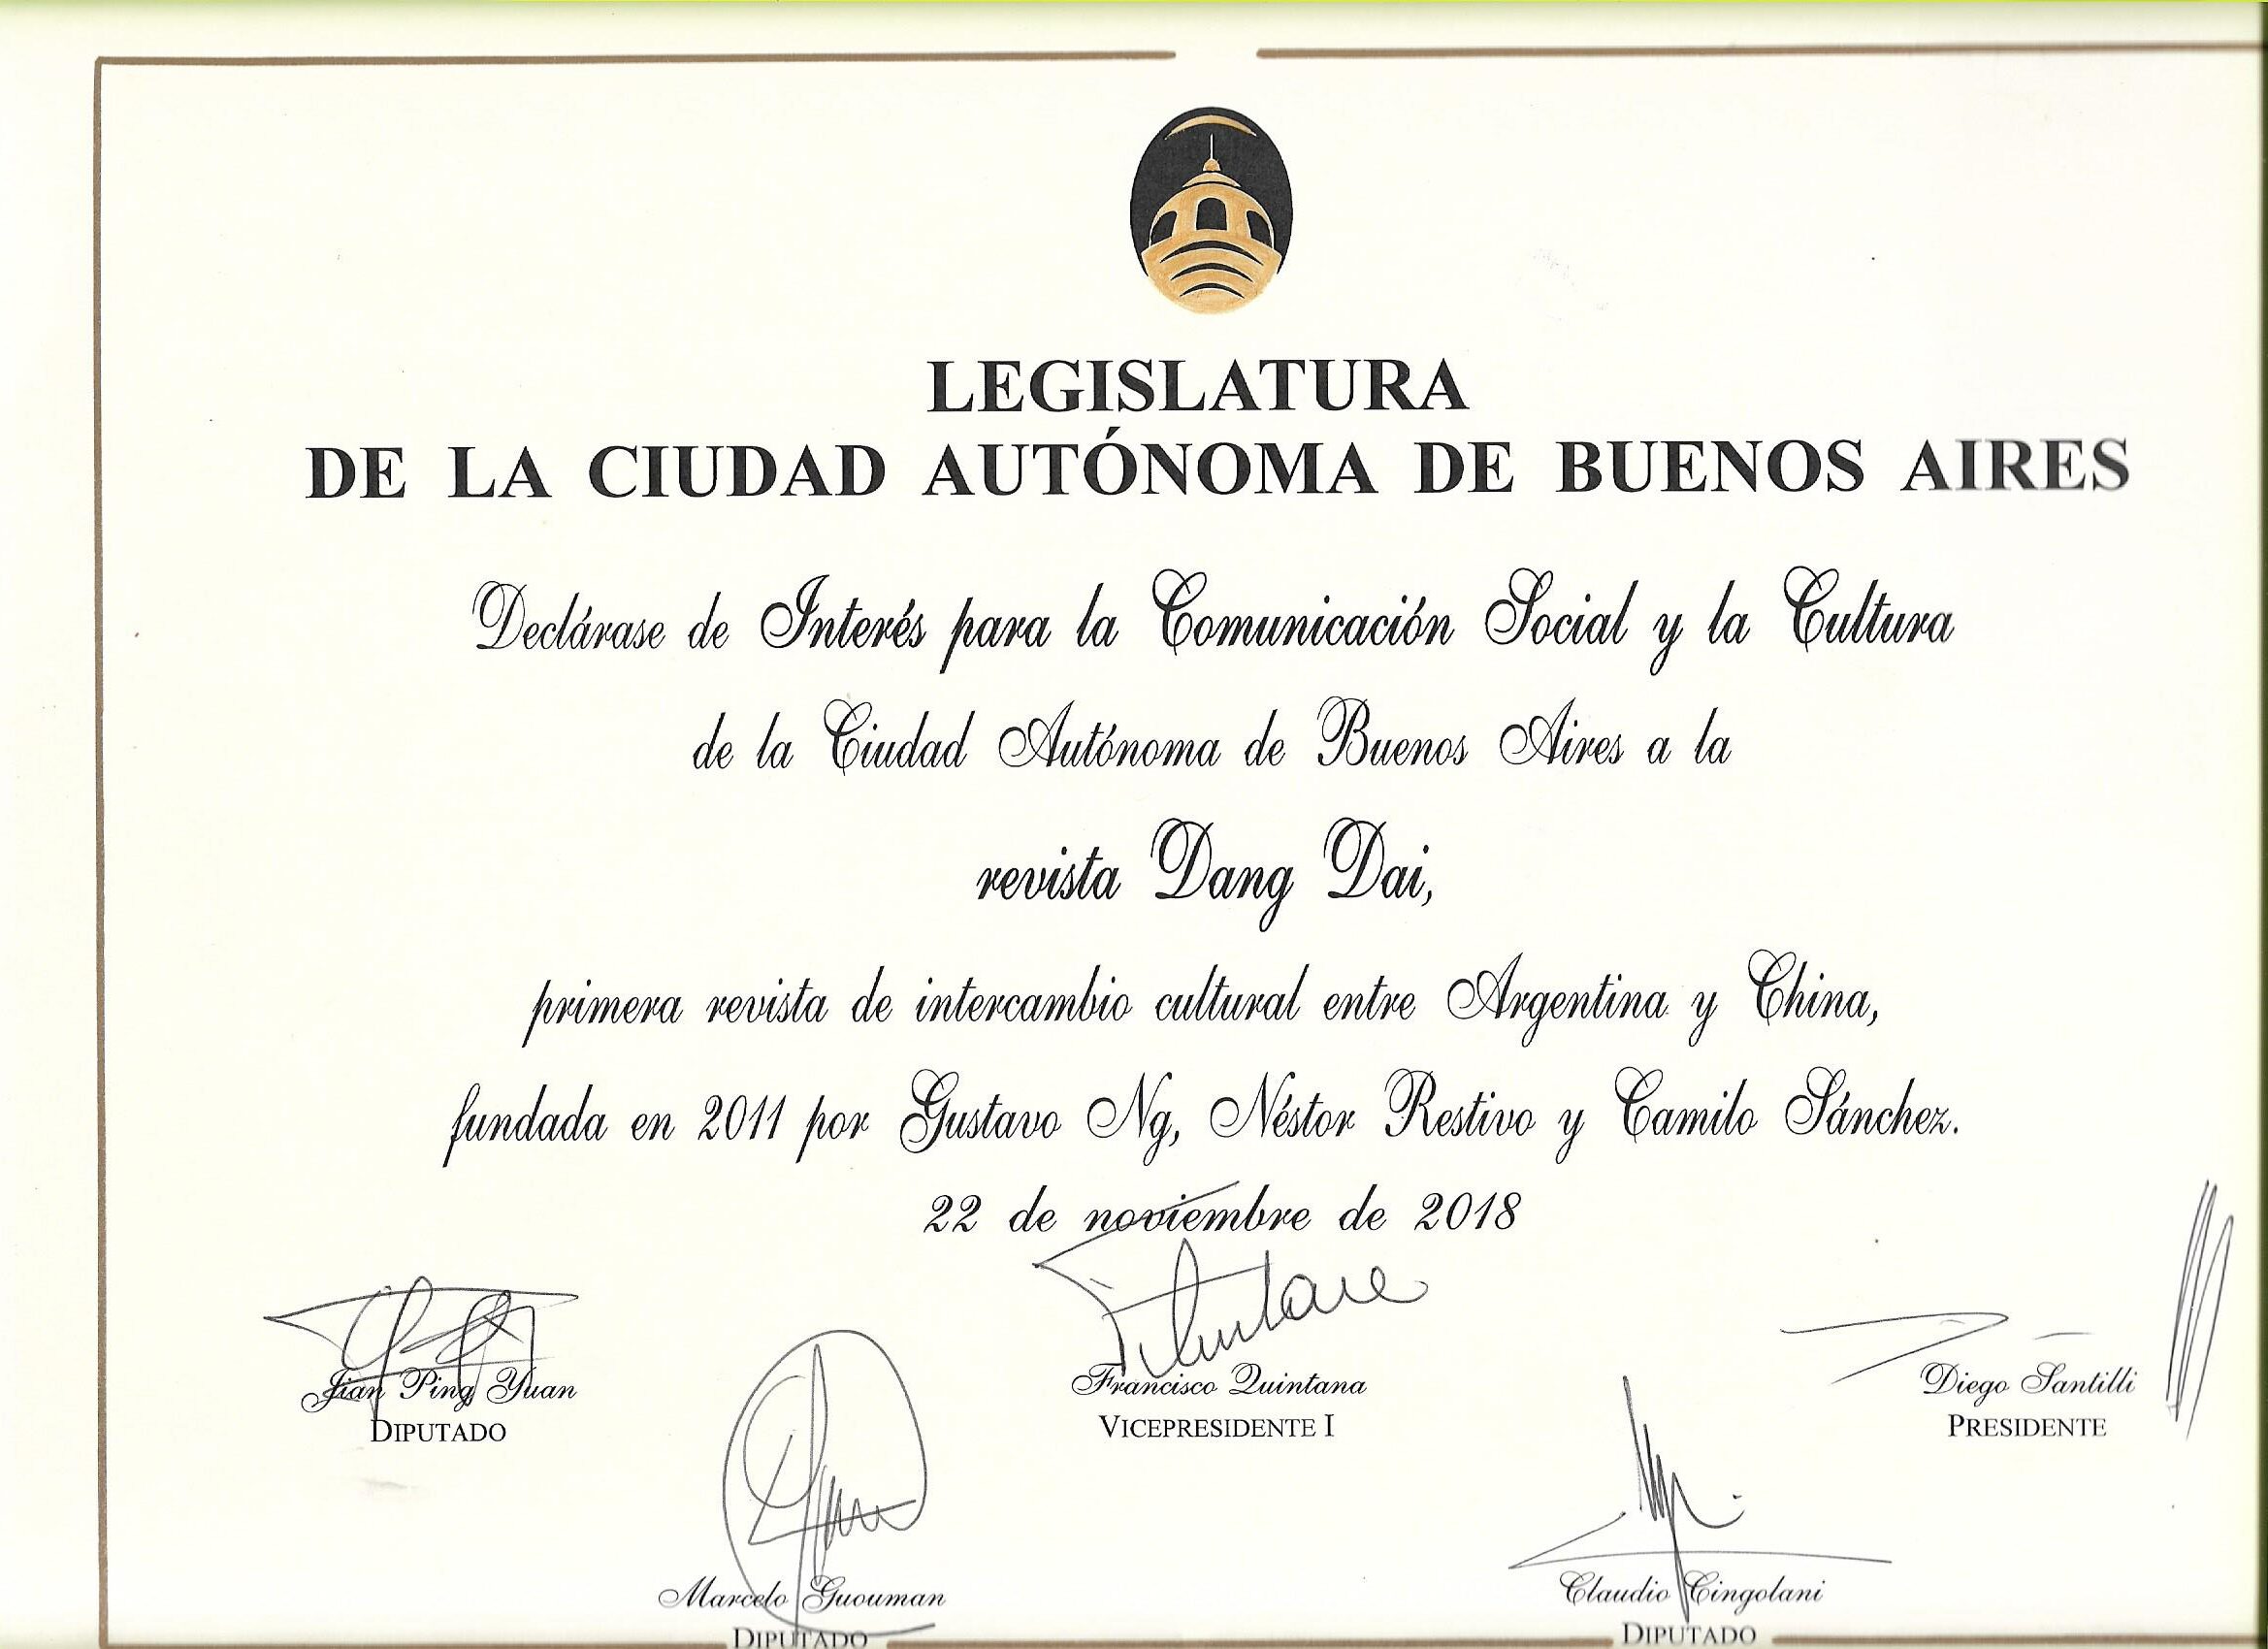 LEGISLATURA
DE LA CIUDAD AUTÓNOMA DE BUENOS AIRES
Declárase de Interés para la Comunicación Social y la Cultura
de la Ciudad Autónoma de Buenos Aires a la
revista Dang Dai,
primera revista de intercambio cultural entre Argentina y China,
fundada en 2011 por Gustavo Ng, Néstor Restivo y Camilo Sánchez.
22 de noviembre de 2018
Jian Ping Yuan
DIPUTADO
Francisco Quintana
VICEPRESIDENTE I
Diego Santilli
PRESIDENTE
Marcelo Guouman
DIPUTADO
Claudio Cingolani
DIPUTADO